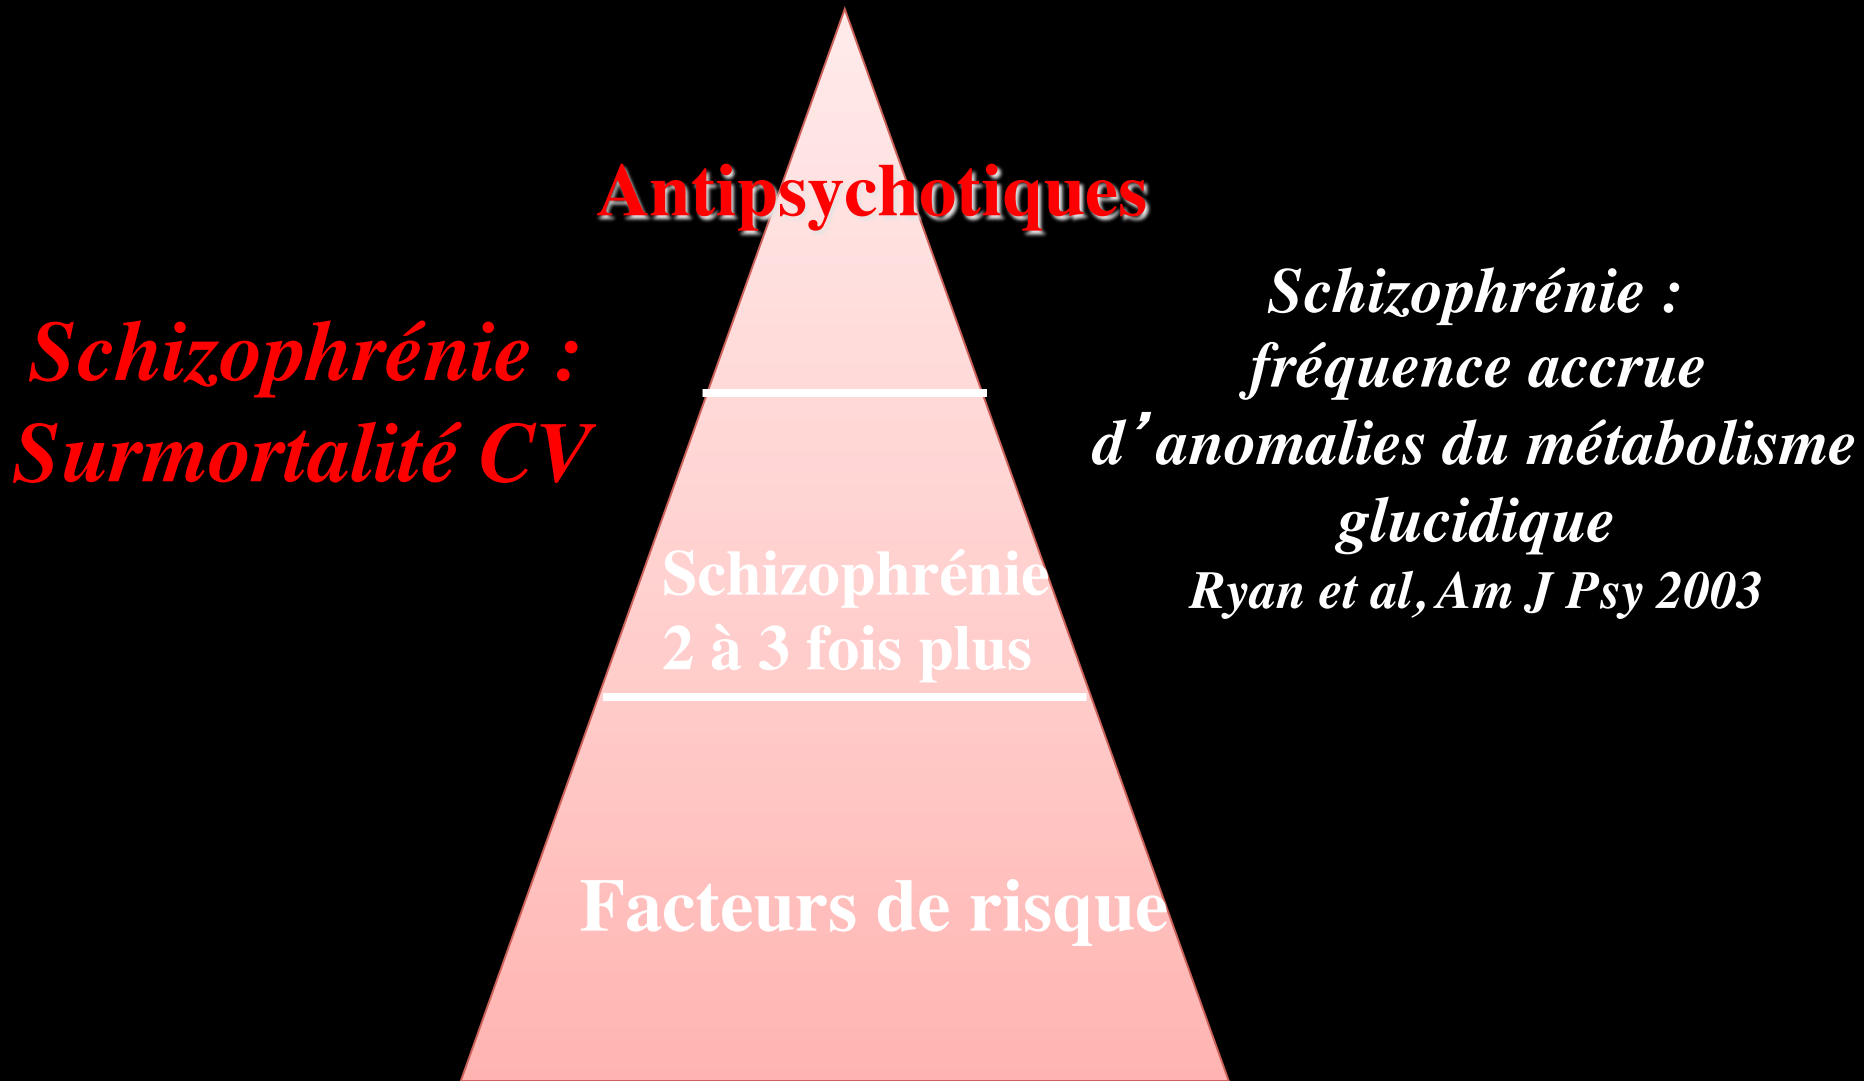 Antipsychotiques
Schizophrénie :
Surmortalité CV
Schizophrénie :
fréquence accrue
d’anomalies du métabolisme
glucidique
Ryan et al, Am J Psy 2003
Schizophrénie
2 à 3 fois plus
Facteurs de risque